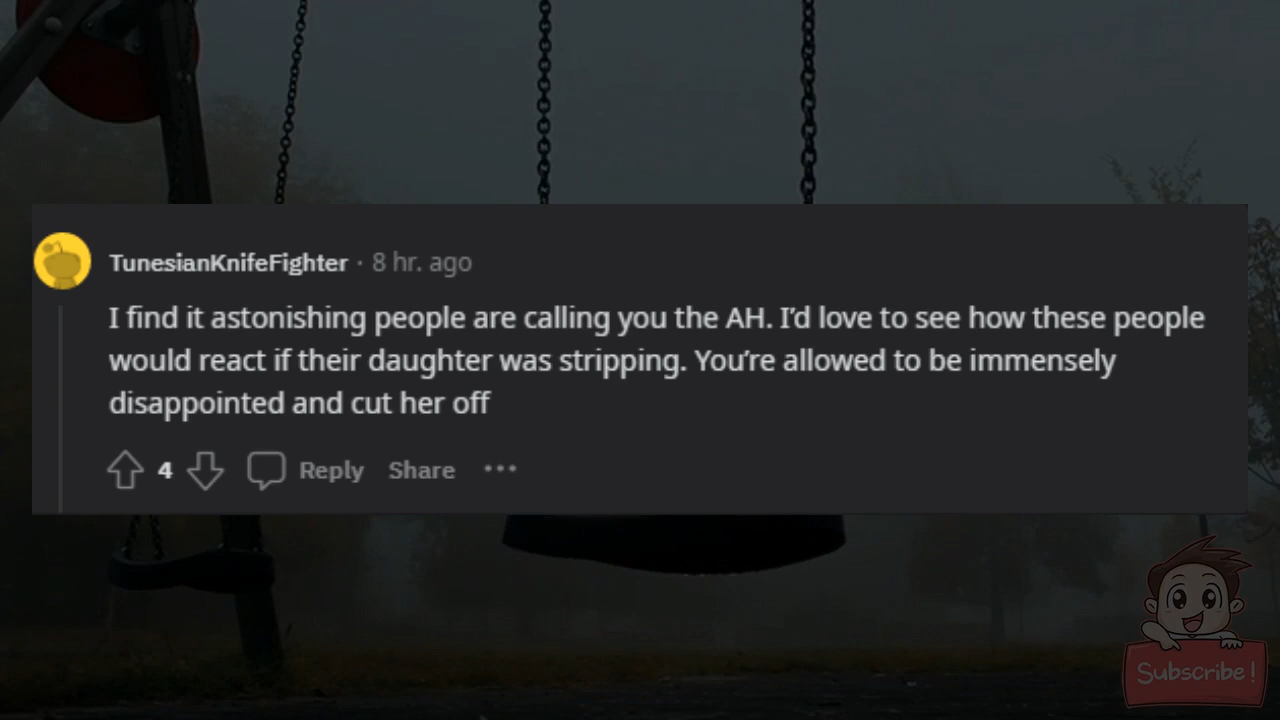 TunesianKnifeFighter · 8 hr. ago
I find it astonishing people are calling you the AH. I'd love to see how these people
would react if their daughter was stripping. You're allowed to be immensely
disappointed and cut her off
4 Reply Share •••
Subscribe!